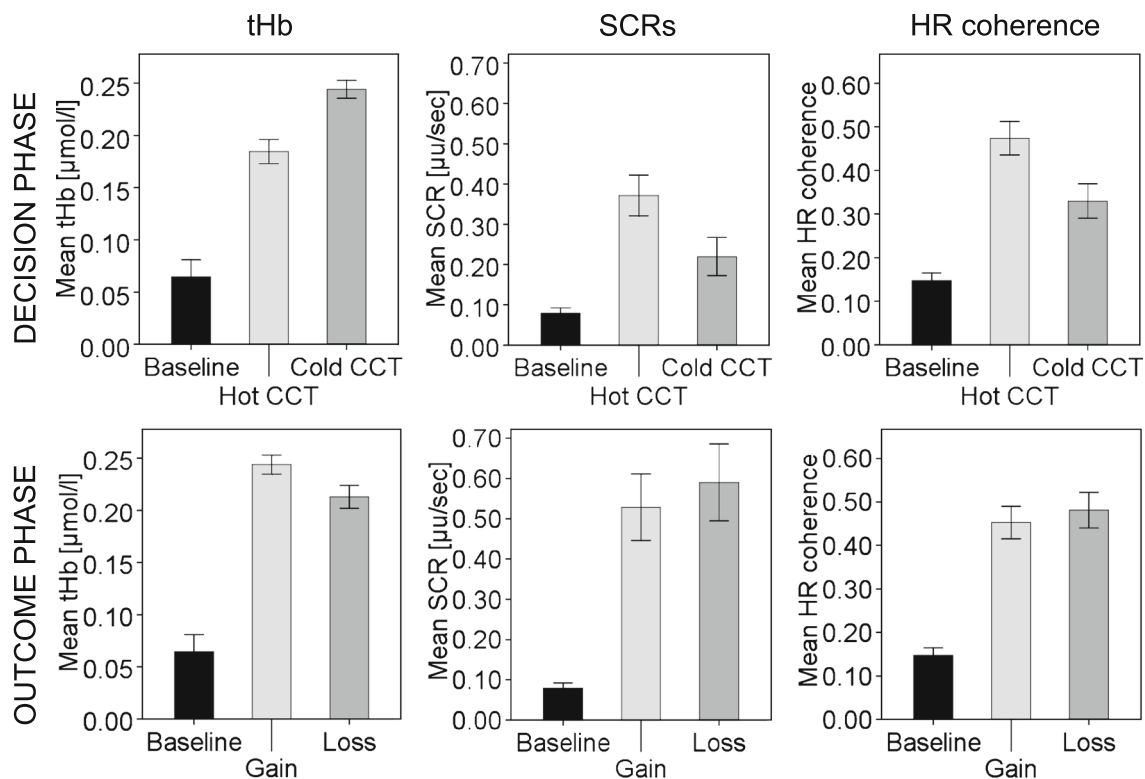 tHb
SCRs
HR coherence
DECISION PHASE
Mean tHb [µmol/l]
0.25
0.20
0.15
0.10
0.05
0.00
Baseline
Cold CCT
Hot CCT
Mean SCR [µu/sec]
0.70
0.60
0.50
0.40
0.30
0.20
0.10
0.00
Baseline
Cold CCT
Hot CCT
Mean HR coherence
0.60
0.50
0.40
0.30
0.20
0.10
0.00
Baseline
Cold CCT
Hot CCT
OUTCOME PHASE
Mean tHb [µmol/l]
0.25
0.20
0.15
0.10
0.05
0.00
Baseline
Loss
Gain
Mean SCR [µu/sec]
0.70
0.60
0.50
0.40
0.30
0.20
0.10
0.00
Baseline
Loss
Gain
Mean HR coherence
0.60
0.50
0.40
0.30
0.20
0.10
0.00
Baseline
Loss
Gain